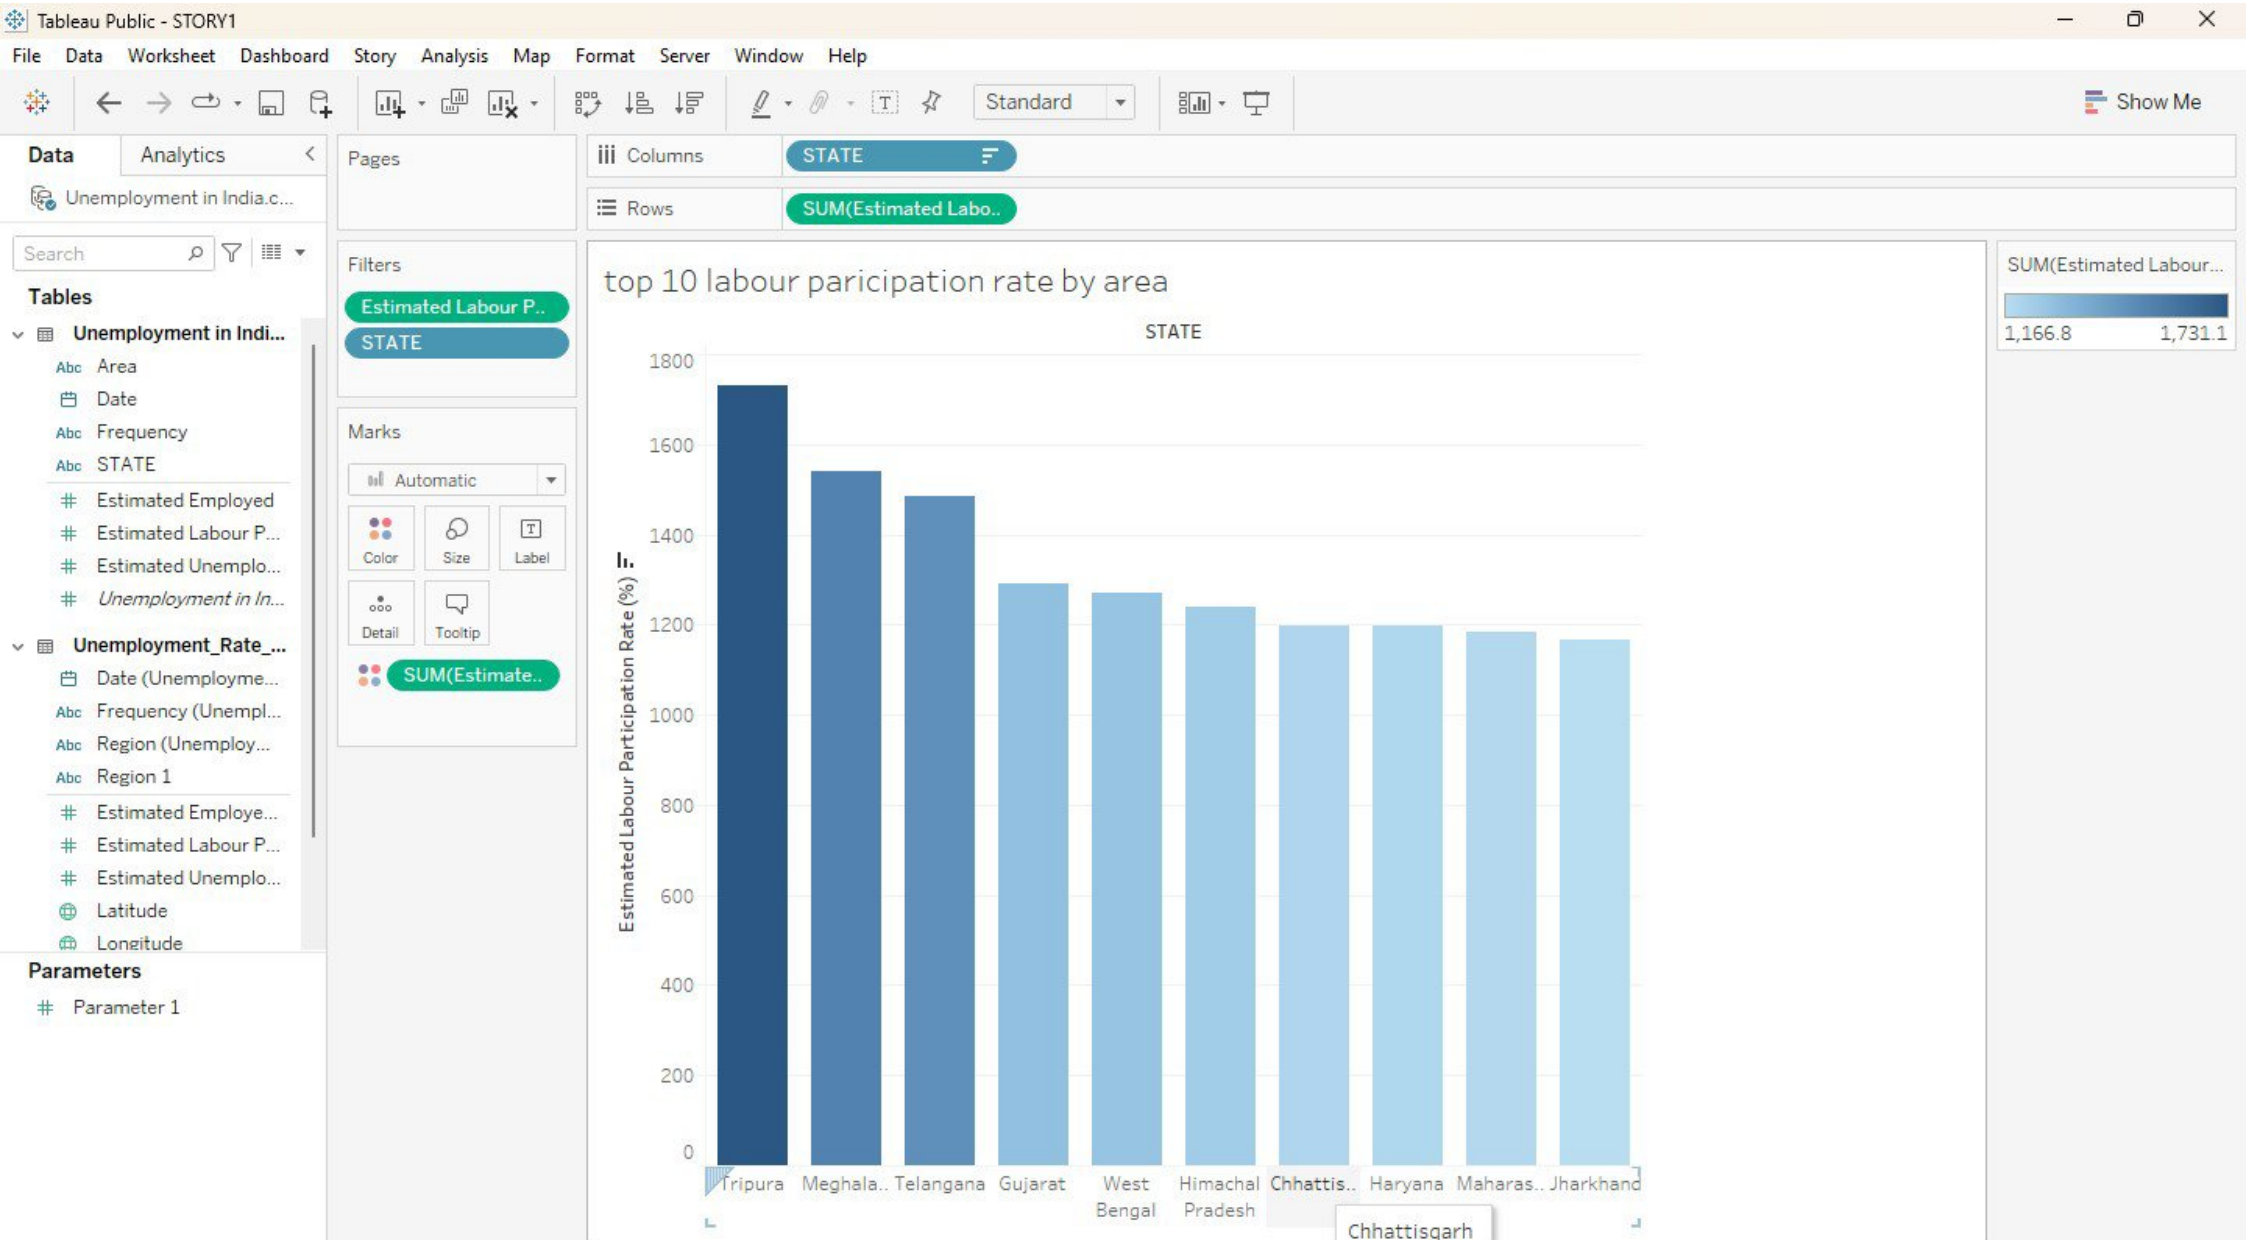 Tableau Public - STORY1
File Data Worksheet Dashboard Story Analysis Map Format Server Window Help
Standard
Show Me
Data Analytics
Unemployment in India.c...
Search
Tables
Unemployment in Indi...
Abc Area
Date
Abc Frequency
Abc STATE
# Estimated Employed
# Estimated Labour P...
# Estimated Unemplo...
# Unemployment in In...
Unemployment_Rate_...
Date (Unemployme...
Abc Frequency (Unempl...
Abc Region (Unemploy...
Abc Region 1
# Estimated Employe...
# Estimated Labour P...
# Estimated Unemplo...
Latitude
Longitude
Parameters
# Parameter 1
Pages
Filters
Estimated Labour P..
STATE
Marks
Automatic
Color Size Label
Detail Tooltip
SUM(Estimate..
Columns STATE
Rows SUM(Estimated Labo..
top 10 labour paricipation rate by area
STATE
Estimated Labour Participation Rate (%)
1800
1600
1400
1200
1000
800
600
400
200
0
Tripura Meghala.. Telangana Gujarat West Bengal Himachal Pradesh Chhattis.. Haryana Maharas.. Jharkhand
Chhattisgarh
SUM(Estimated Labour...
1,166.8 1,731.1